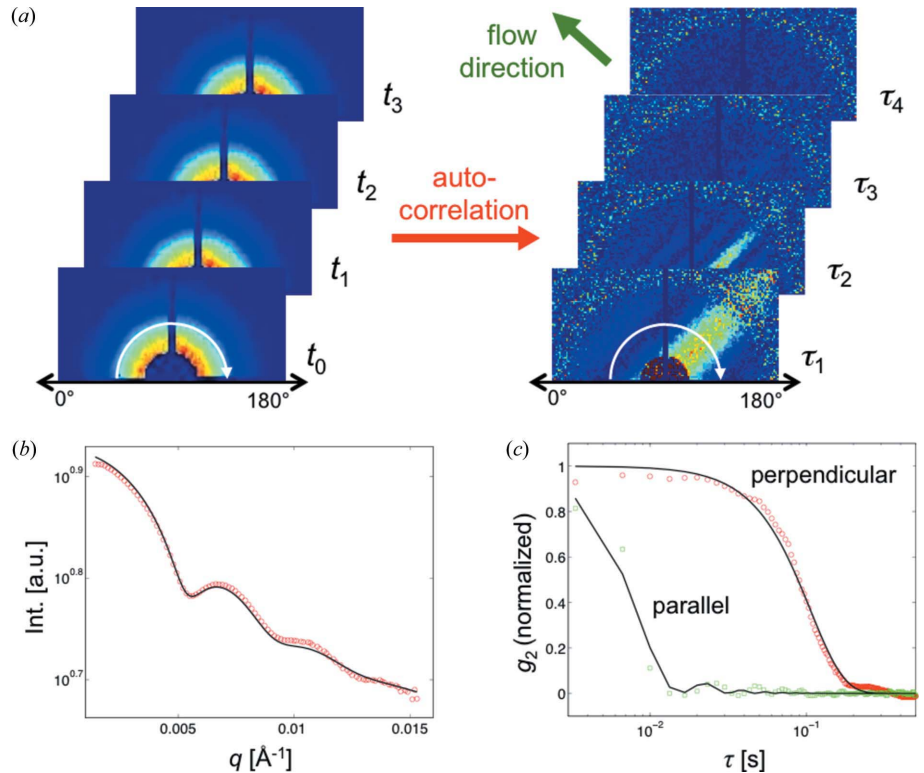 (a)
flow
direction
t3
t2
t1
t0
auto-
correlation
τ4
τ3
τ2
τ1
0°
180°
0°
180°
(b)
10^0.9
10^0.8
10^0.7
Int. [a.u.]
0.005
0.01
0.015
q [Å-1]
(c)
1
0.8
0.6
0.4
0.2
0
g2 (normalized)
perpendicular
parallel
10^-2
10^-1
τ [s]